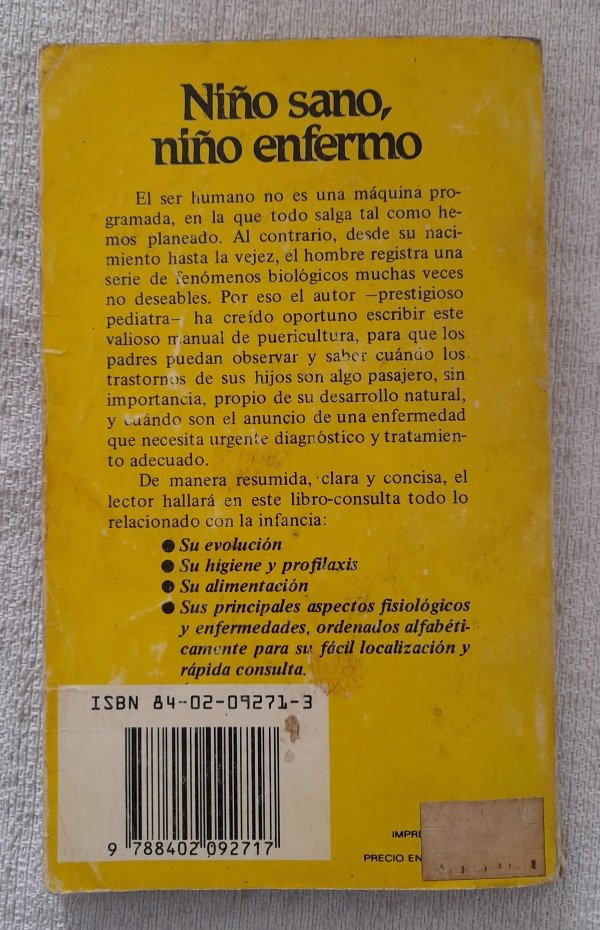 Niño sano,
niño enfermo
El ser humano no es una máquina pro-
gramada, en la que todo salga tal como he-
mos planeado. Al contrario, desde su naci-
miento hasta la vejez, el hombre registra una
serie de fenómenos biológicos muchas veces
no deseables. Por eso el autor —prestigioso
pediatra— ha creído oportuno escribir este
valioso manual de puericultura, para que los
padres puedan observar y saber cuándo los
trastornos de sus hijos son algo pasajero, sin
importancia, propio de su desarrollo natural,
y cuándo son el anuncio de una enfermedad
que necesita urgente diagnóstico y tratamien-
to adecuado.
De manera resumida, clara y concisa, el
lector hallará en este libro-consulta todo lo
relacionado con la infancia:
● Su evolución
● Su higiene y profilaxis
● Su alimentación
● Sus principales aspectos fisiológicos
y enfermedades, ordenados alfabéti-
camente para su fácil localización y
rápida consulta.
ISBN 84-02-09271-3
9 788402 092717
IMPRE
PRECIO EN